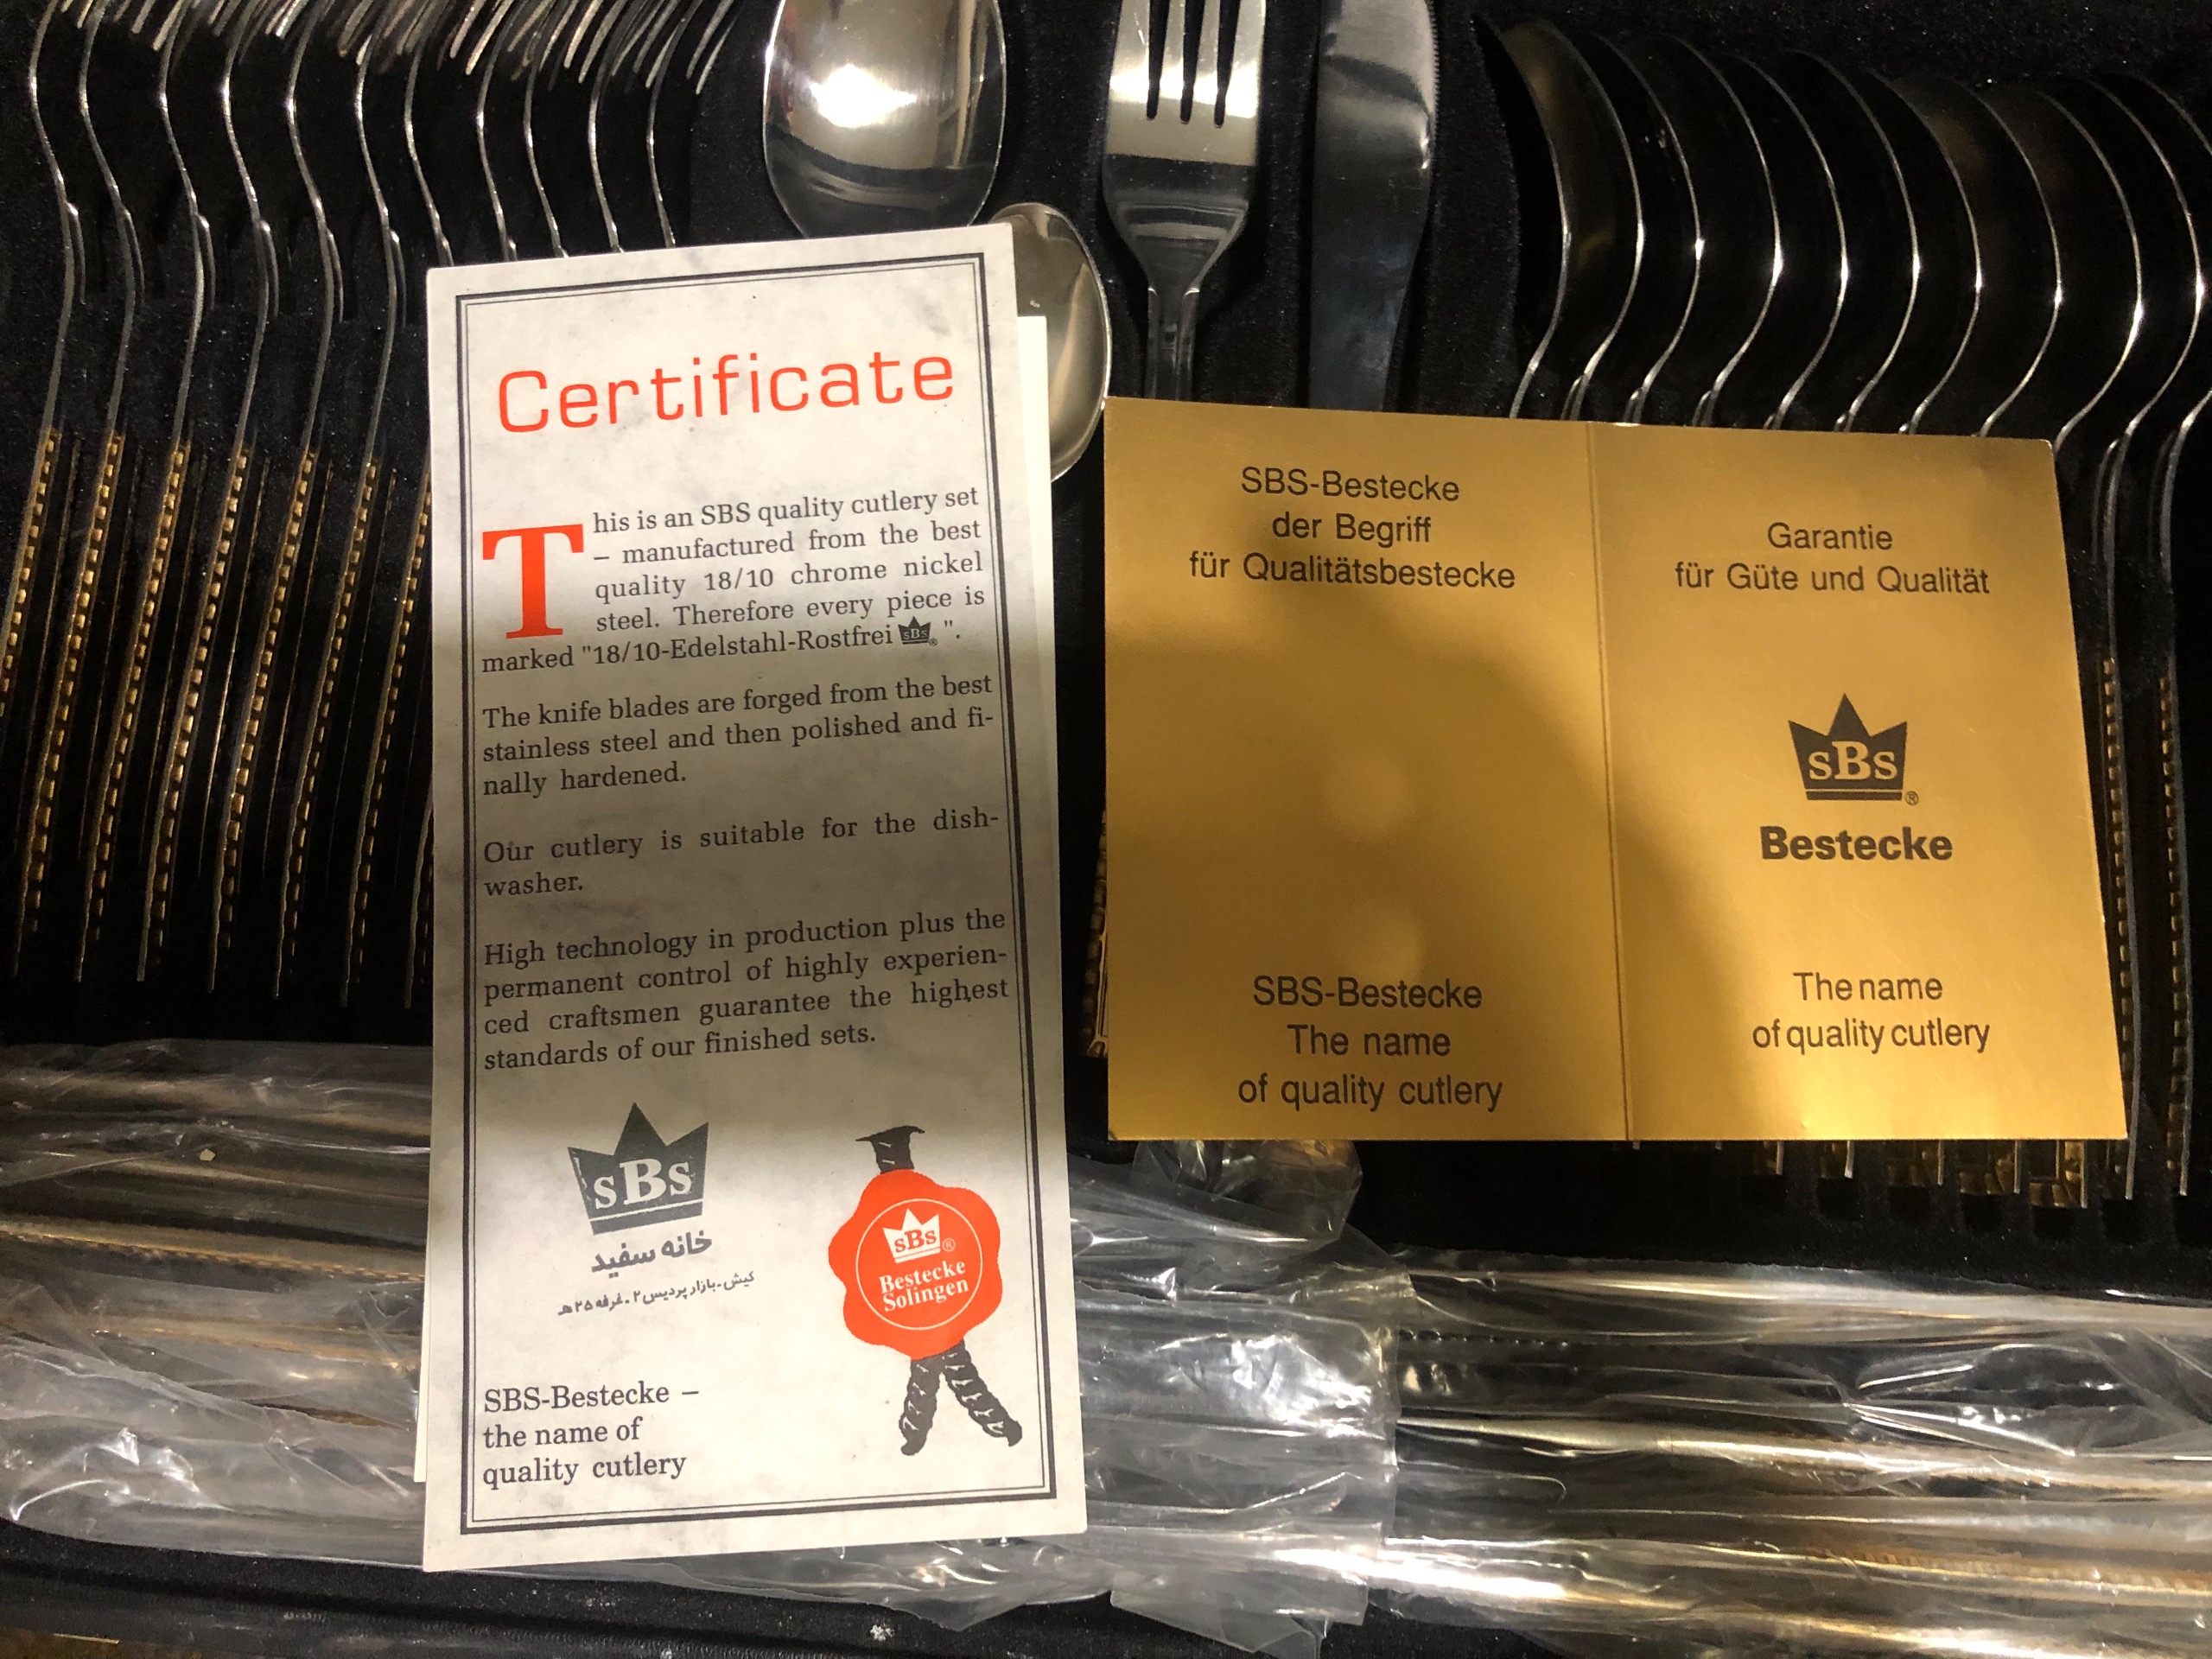 Certificate
This is an SBS quality cutlery set
– manufactured from the best
quality 18/10 chrome nickel
steel. Therefore every piece is
marked "18/10-Edelstahl-Rostfrei sBs ® ".
The knife blades are forged from the best
stainless steel and then polished and fi-
nally hardened.
Our cutlery is suitable for the dish-
washer.
High technology in production plus the
permanent control of highly experien-
ced craftsmen guarantee the highest
standards of our finished sets.
sBs
خانه سفید
کیش-بازار پردیس ۲ - غرفه ۲۵ هـ
sBs ®
Bestecke
Solingen
SBS-Bestecke –
the name of
quality cutlery
SBS-Bestecke
der Begriff
für Qualitätsbestecke
SBS-Bestecke
The name
of quality cutlery
Garantie
für Güte und Qualität
sBs ®
Bestecke
The name
of quality cutlery